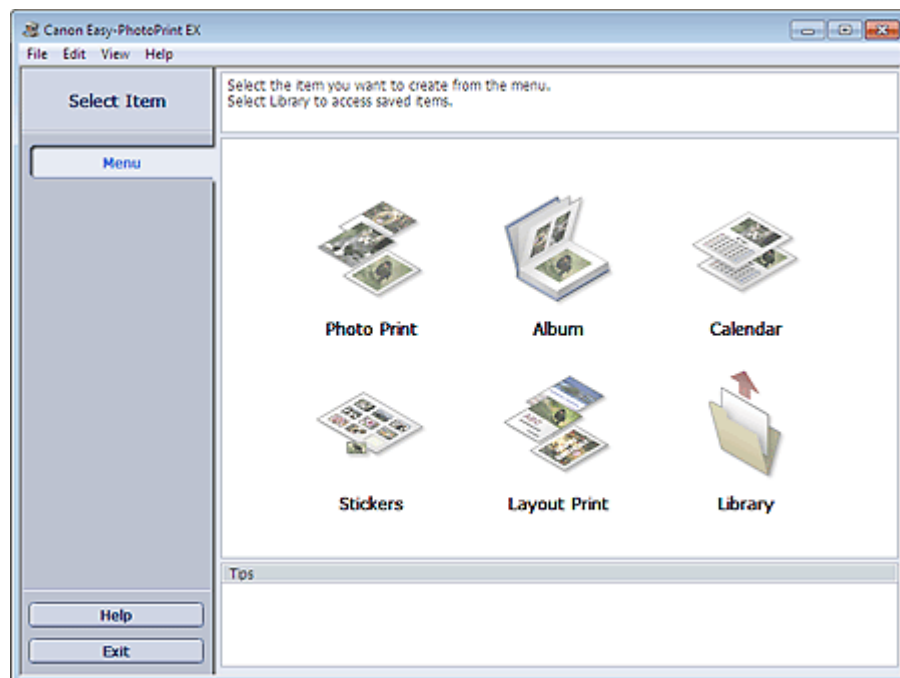 Canon Easy-PhotoPrint EX
File Edit View Help
Select Item
Select the item you want to create from the menu.
Select Library to access saved items.
Menu
Photo Print
Album
Calendar
Stickers
Layout Print
Library
Tips
Help
Exit